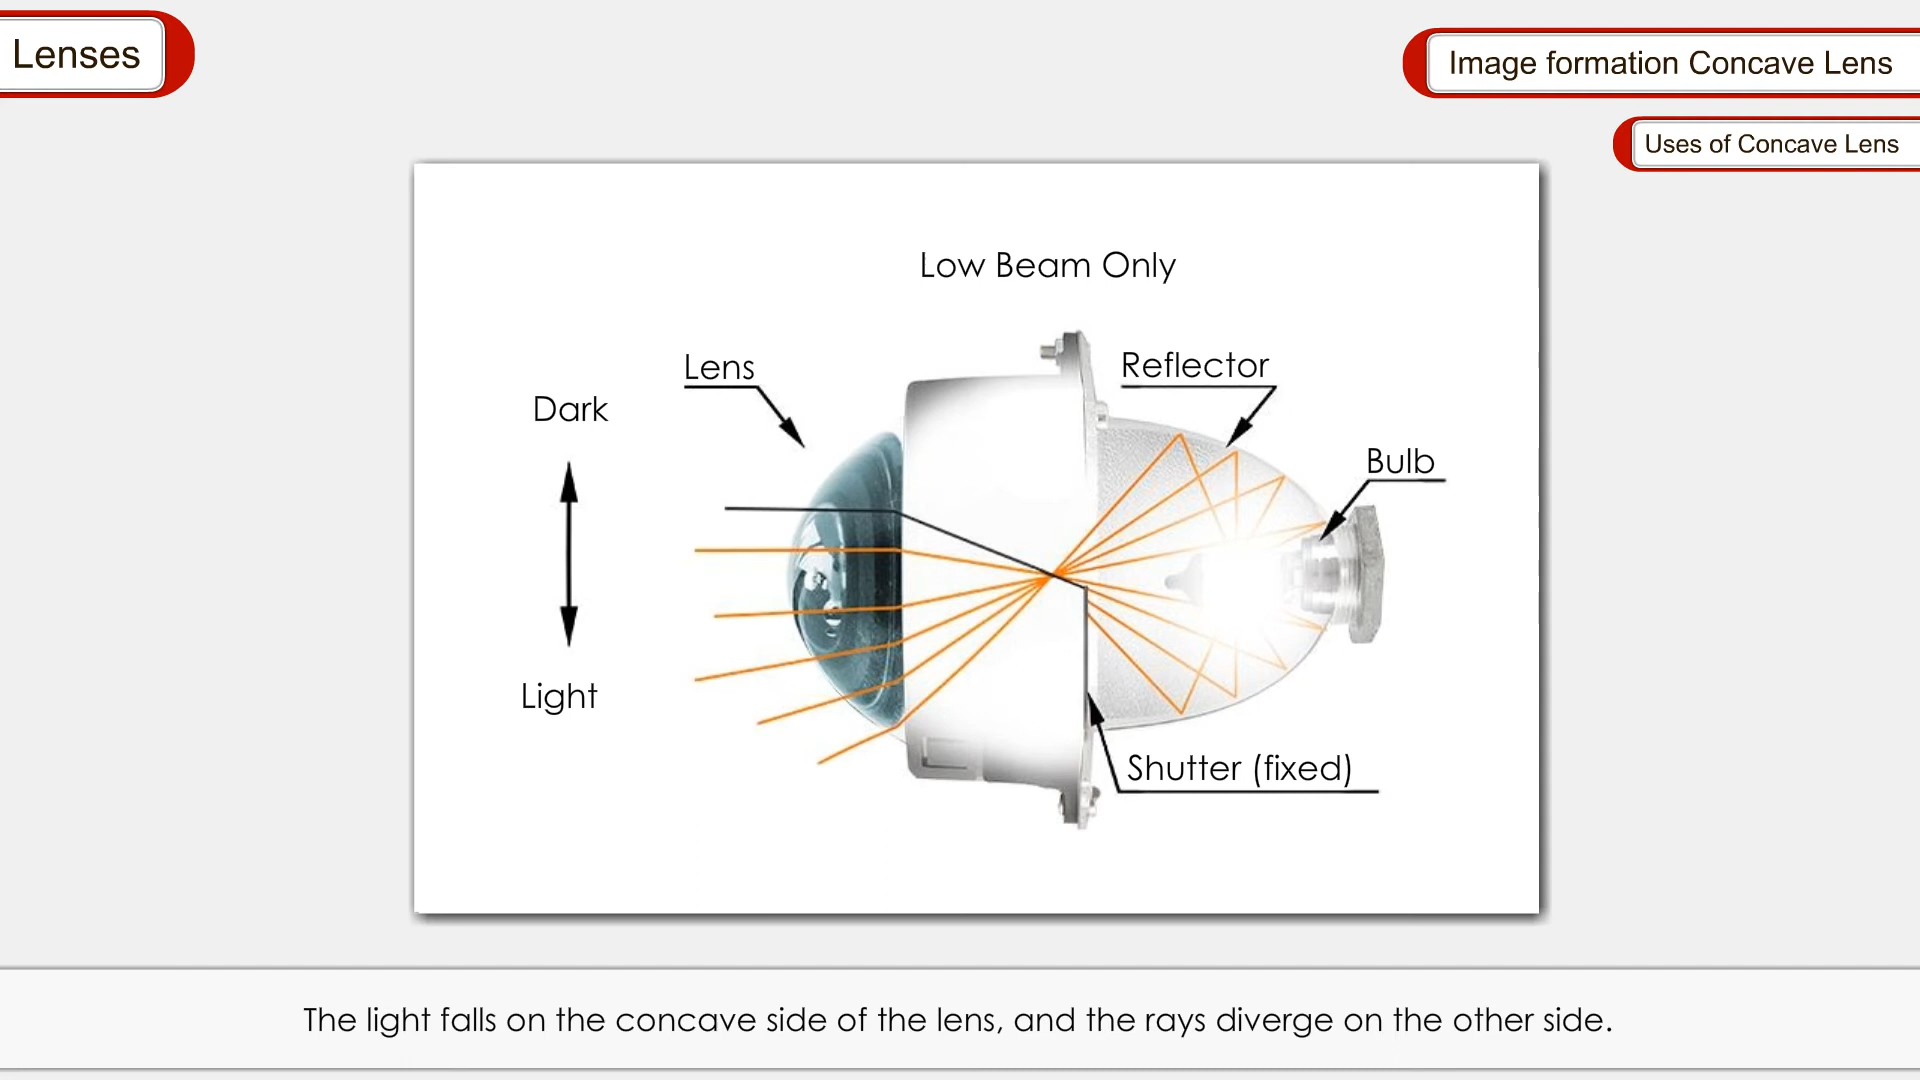 Lenses
Image formation Concave Lens
Uses of Concave Lens
Low Beam Only
Lens
Reflector
Dark
Bulb
Light
Shutter (fixed)
The light falls on the concave side of the lens, and the rays diverge on the other side.